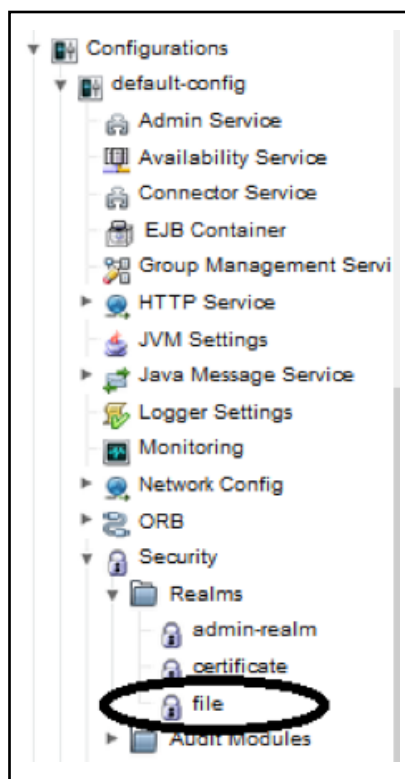 Configurations
default-config
Admin Service
Availability Service
Connector Service
EJB Container
Group Management Servi
HTTP Service
JVM Settings
Java Message Service
Logger Settings
Monitoring
Network Config
ORB
Security
Realms
admin-realm
certificate
file
Audit Modules